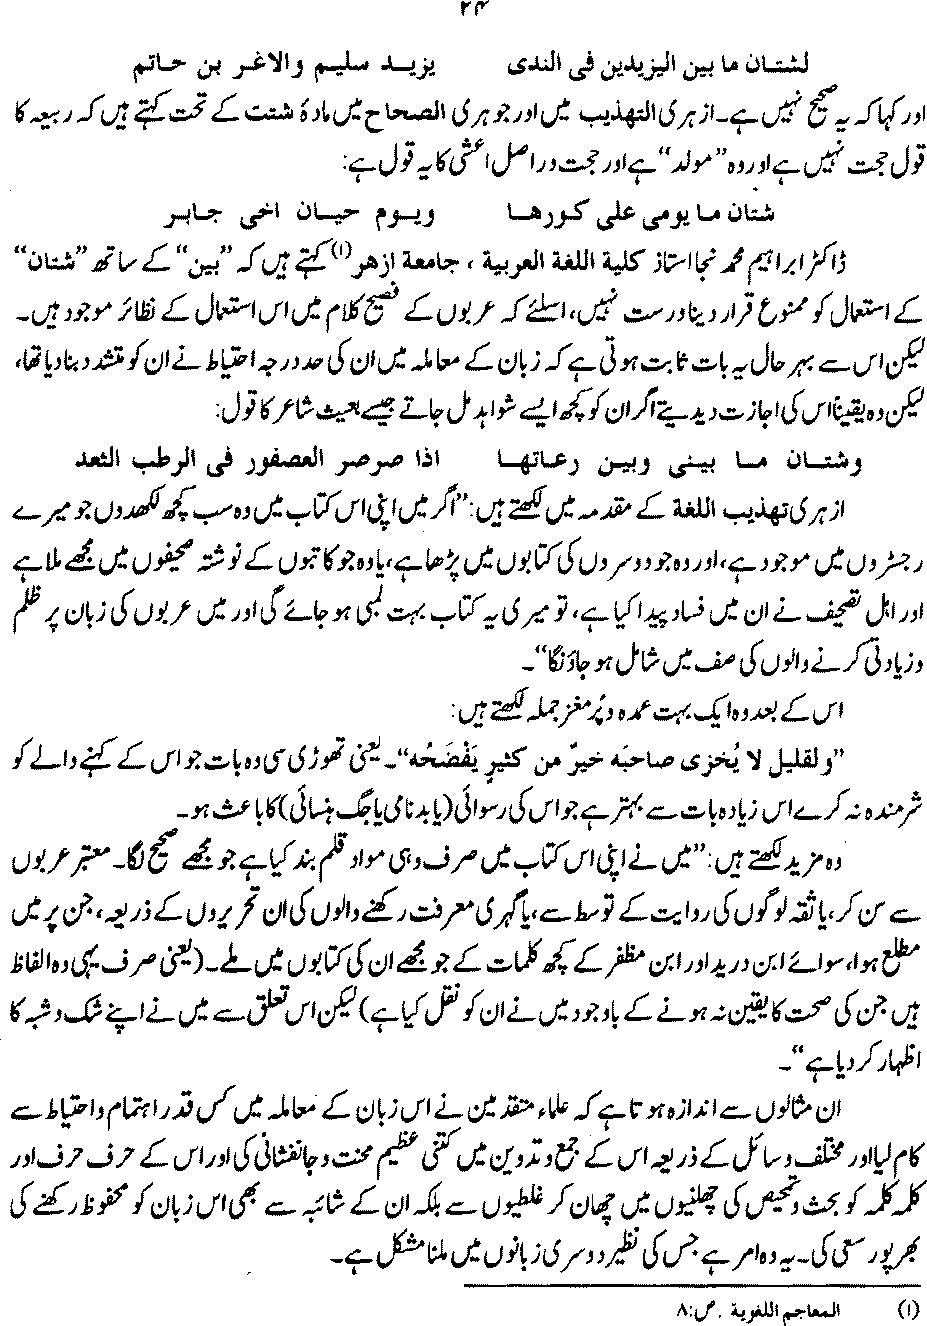 ۲۴
لشتان ما بین الیزیدین فی الندی یزید سلیم والاغر بن حاتم
اور کہا کہ یہ صحیح نہیں ہے۔ ازہری التھذیب میں اور جوہری الصحاح میں مادۂ شتت کے تحت کہتے ہیں کہ ربیعہ کا
قول حجت نہیں ہے اور وہ ”مولد“ ہے اور حجت دراصل اعشی کا یہ قول ہے:
شتان ما یومی علی کورھا ویوم حیان اخی جابر
ڈاکٹر ابراہیم محمد نجا استاذ کلیة اللغة العربیة ، جامعة ازھر(۱) کہتے ہیں کہ ”بین“ کے ساتھ ”شتان“
کے استعمال کو ممنوع قرار دینا درست نہیں، اسلئے کہ عربوں کے فصیح کلام میں اس استعمال کے نظائر موجود ہیں۔
لیکن اس سے بہر حال یہ بات ثابت ہوتی ہے کہ زبان کے معاملہ میں ان کی حد درجہ احتیاط نے ان کو متشدد بنا دیا تھا،
لیکن وہ یقیناً اس کی اجازت دیدیتے اگر ان کو کچھ ایسے شواہد مل جاتے جیسے بعیث شاعر کا قول:
وشتان ما بینی وبین رعاتھا اذا صرصر العصفور فی الرطب الثعد
ازہری تھذیب اللغة کے مقدمہ میں لکھتے ہیں: ”اگر میں اپنی اس کتاب میں وہ سب کچھ لکھدوں جو میرے
رجسٹروں میں موجود ہے، اور وہ جو دوسروں کی کتابوں میں پڑھا ہے، یا وہ جو کاتبوں کے نوشتہ صحیفوں میں مجھے ملا ہے
اور اہل تصحیف نے ان میں فساد پیدا کیا ہے، تو میری یہ کتاب بہت لمبی ہو جائے گی اور میں عربوں کی زبان پر ظلم
و زیادتی کرنے والوں کی صف میں شامل ہو جاؤنگا“۔
اس کے بعد وہ ایک بہت عمدہ و پُر مغز جملہ لکھتے ہیں:
”ولقلیل لا یُخزی صاحبَہ خیرٌ من کثیرٍ یَفْضَحُہ“۔ یعنی تھوڑی سی وہ بات جو اس کے کہنے والے کو
شرمندہ نہ کرے اس زیادہ بات سے بہتر ہے جو اس کی رسوائی (یا بدنامی یا جگ ہنسائی) کا باعث ہو۔
وہ مزید لکھتے ہیں: ”میں نے اپنی اس کتاب میں صرف وہی مواد قلم بند کیا ہے جو مجھے صحیح لگا۔ معتبر عربوں
سے سن کر، یا ثقہ لوگوں کی روایت کے توسط سے، یا گہری معرفت رکھنے والوں کی ان تحریروں کے ذریعہ، جن پر میں
مطلع ہوا، سوائے ابن درید اور ابن مظفر کے کچھ کلمات کے جو مجھے ان کی کتابوں میں ملے۔ (یعنی صرف یہی وہ الفاظ
ہیں جن کی صحت کا یقین نہ ہونے کے باوجود میں نے ان کو نقل کیا ہے) لیکن اس تعلق سے میں نے اپنے شک و شبہ کا
اظہار کر دیا ہے“۔
ان مثالوں سے اندازہ ہوتا ہے کہ علماء متقدمین نے اس زبان کے معاملہ میں کس قدر اہتمام و احتیاط سے
کام لیا اور مختلف وسائل کے ذریعہ اس کے جمع و تدوین میں کتنی عظیم محنت و جانفشانی کی اور اس کے حرف حرف اور
کلمہ کلمہ کو بحث و تمحیص کی چھلنیوں میں چھان کر غلطیوں سے بلکہ ان کے شائبہ سے بھی اس زبان کو محفوظ رکھنے کی
بھرپور سعی کی۔ یہ وہ امر ہے جس کی نظیر دوسری زبانوں میں ملنا مشکل ہے۔
(۱) المعاجم اللغویة .ص:۸